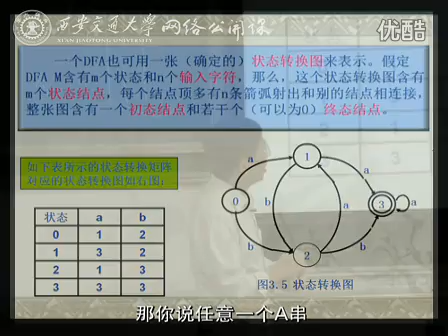 西安交通大学 网络公开课
优酷
一个DFA也可用一张(确定的)状态转换图来表示。假定
DFA M含有m个状态和n个输入字符,那么,这个状态转换图含有
m个状态结点,每个结点顶多有n条箭弧射出和别的结点相连接,
整张图含有一个初态结点和若干个(可以为0)终态结点。
如下表所示的状态转换矩阵
对应的状态转换图如右图:
状态 a b
0 1 2
1 3 2
2 1 3
3 3 3
1
a
a
0
b
a
3
a
b
2
b
图3.5 状态转换图
那你说任意一个A串